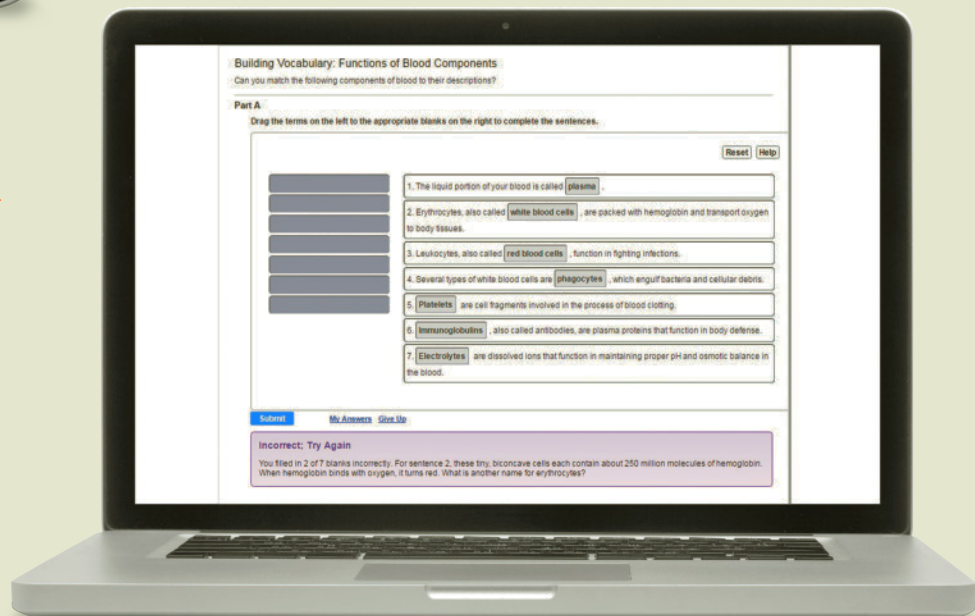 Building Vocabulary: Functions of Blood Components
Can you match the following components of blood to their descriptions?
Part A
Drag the terms on the left to the appropriate blanks on the right to complete the sentences.
Reset Help
1. The liquid portion of your blood is called plasma .
2. Erythrocytes, also called white blood cells , are packed with hemoglobin and transport oxygen
to body tissues.
3. Leukocytes, also called red blood cells , function in fighting infections.
4. Several types of white blood cells are phagocytes , which engulf bacteria and cellular debris.
5. Platelets are cell fragments involved in the process of blood clotting.
6. Immunoglobulins , also called antibodies, are plasma proteins that function in body defense.
7. Electrolytes are dissolved ions that function in maintaining proper pH and osmotic balance in
the blood.
Submit My Answers Give Up
Incorrect; Try Again
You filled in 2 of 7 blanks incorrectly. For sentence 2, these tiny, biconcave cells each contain about 250 million molecules of hemoglobin.
When hemoglobin binds with oxygen, it turns red. What is another name for erythrocytes?